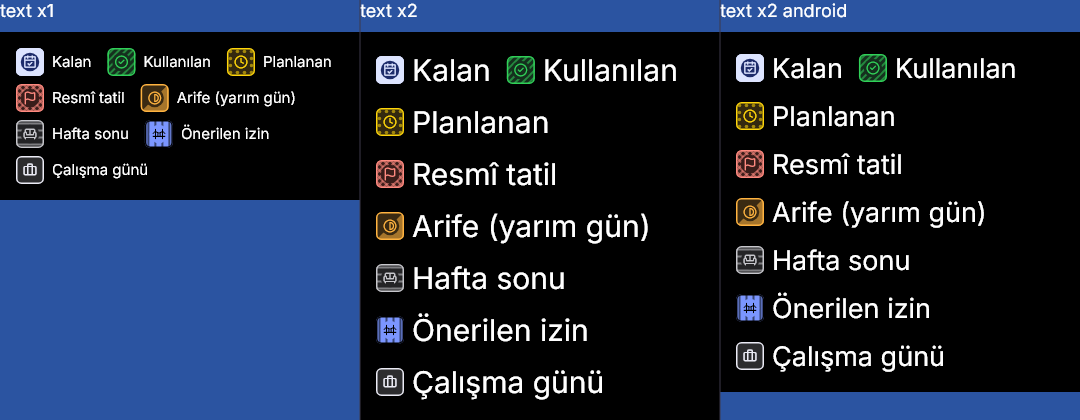 text x1
Kalan Kullanılan Planlanan
Resmî tatil Arife (yarım gün)
Hafta sonu Önerilen izin
Çalışma günü
text x2
Kalan Kullanılan
Planlanan
Resmî tatil
Arife (yarım gün)
Hafta sonu
Önerilen izin
Çalışma günü
text x2 android
Kalan Kullanılan
Planlanan
Resmî tatil
Arife (yarım gün)
Hafta sonu
Önerilen izin
Çalışma günü